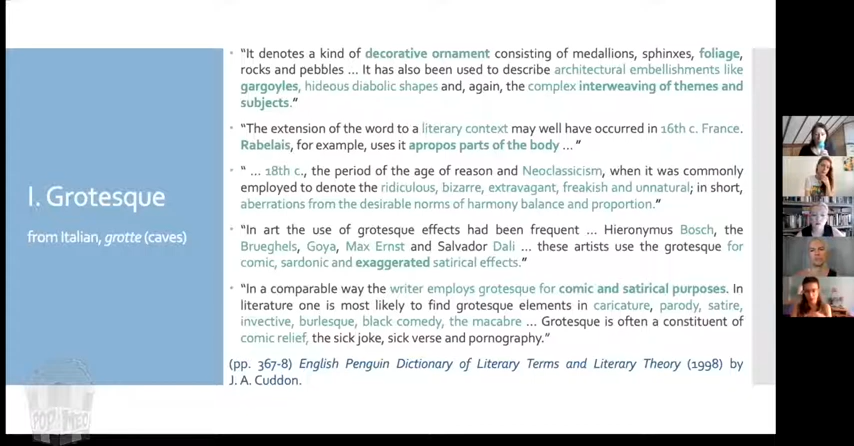 I. Grotesque
from Italian, grotte (caves)
• “It denotes a kind of decorative ornament consisting of medallions, sphinxes, foliage,
rocks and pebbles … It has also been used to describe architectural embellishments like
gargoyles, hideous diabolic shapes and, again, the complex interweaving of themes and
subjects.”
• “The extension of the word to a literary context may well have occurred in 16th c. France.
Rabelais, for example, uses it apropos parts of the body …”
• “ … 18th c., the period of the age of reason and Neoclassicism, when it was commonly
employed to denote the ridiculous, bizarre, extravagant, freakish and unnatural; in short,
aberrations from the desirable norms of harmony balance and proportion.”
• “In art the use of grotesque effects had been frequent … Hieronymus Bosch, the
Brueghels, Goya, Max Ernst and Salvador Dali … these artists use the grotesque for
comic, sardonic and exaggerated satirical effects.”
• “In a comparable way the writer employs grotesque for comic and satirical purposes. In
literature one is most likely to find grotesque elements in caricature, parody, satire,
invective, burlesque, black comedy, the macabre … Grotesque is often a constituent of
comic relief, the sick joke, sick verse and pornography.”
(pp. 367-8) English Penguin Dictionary of Literary Terms and Literary Theory (1998) by
J. A. Cuddon.
POP MEC